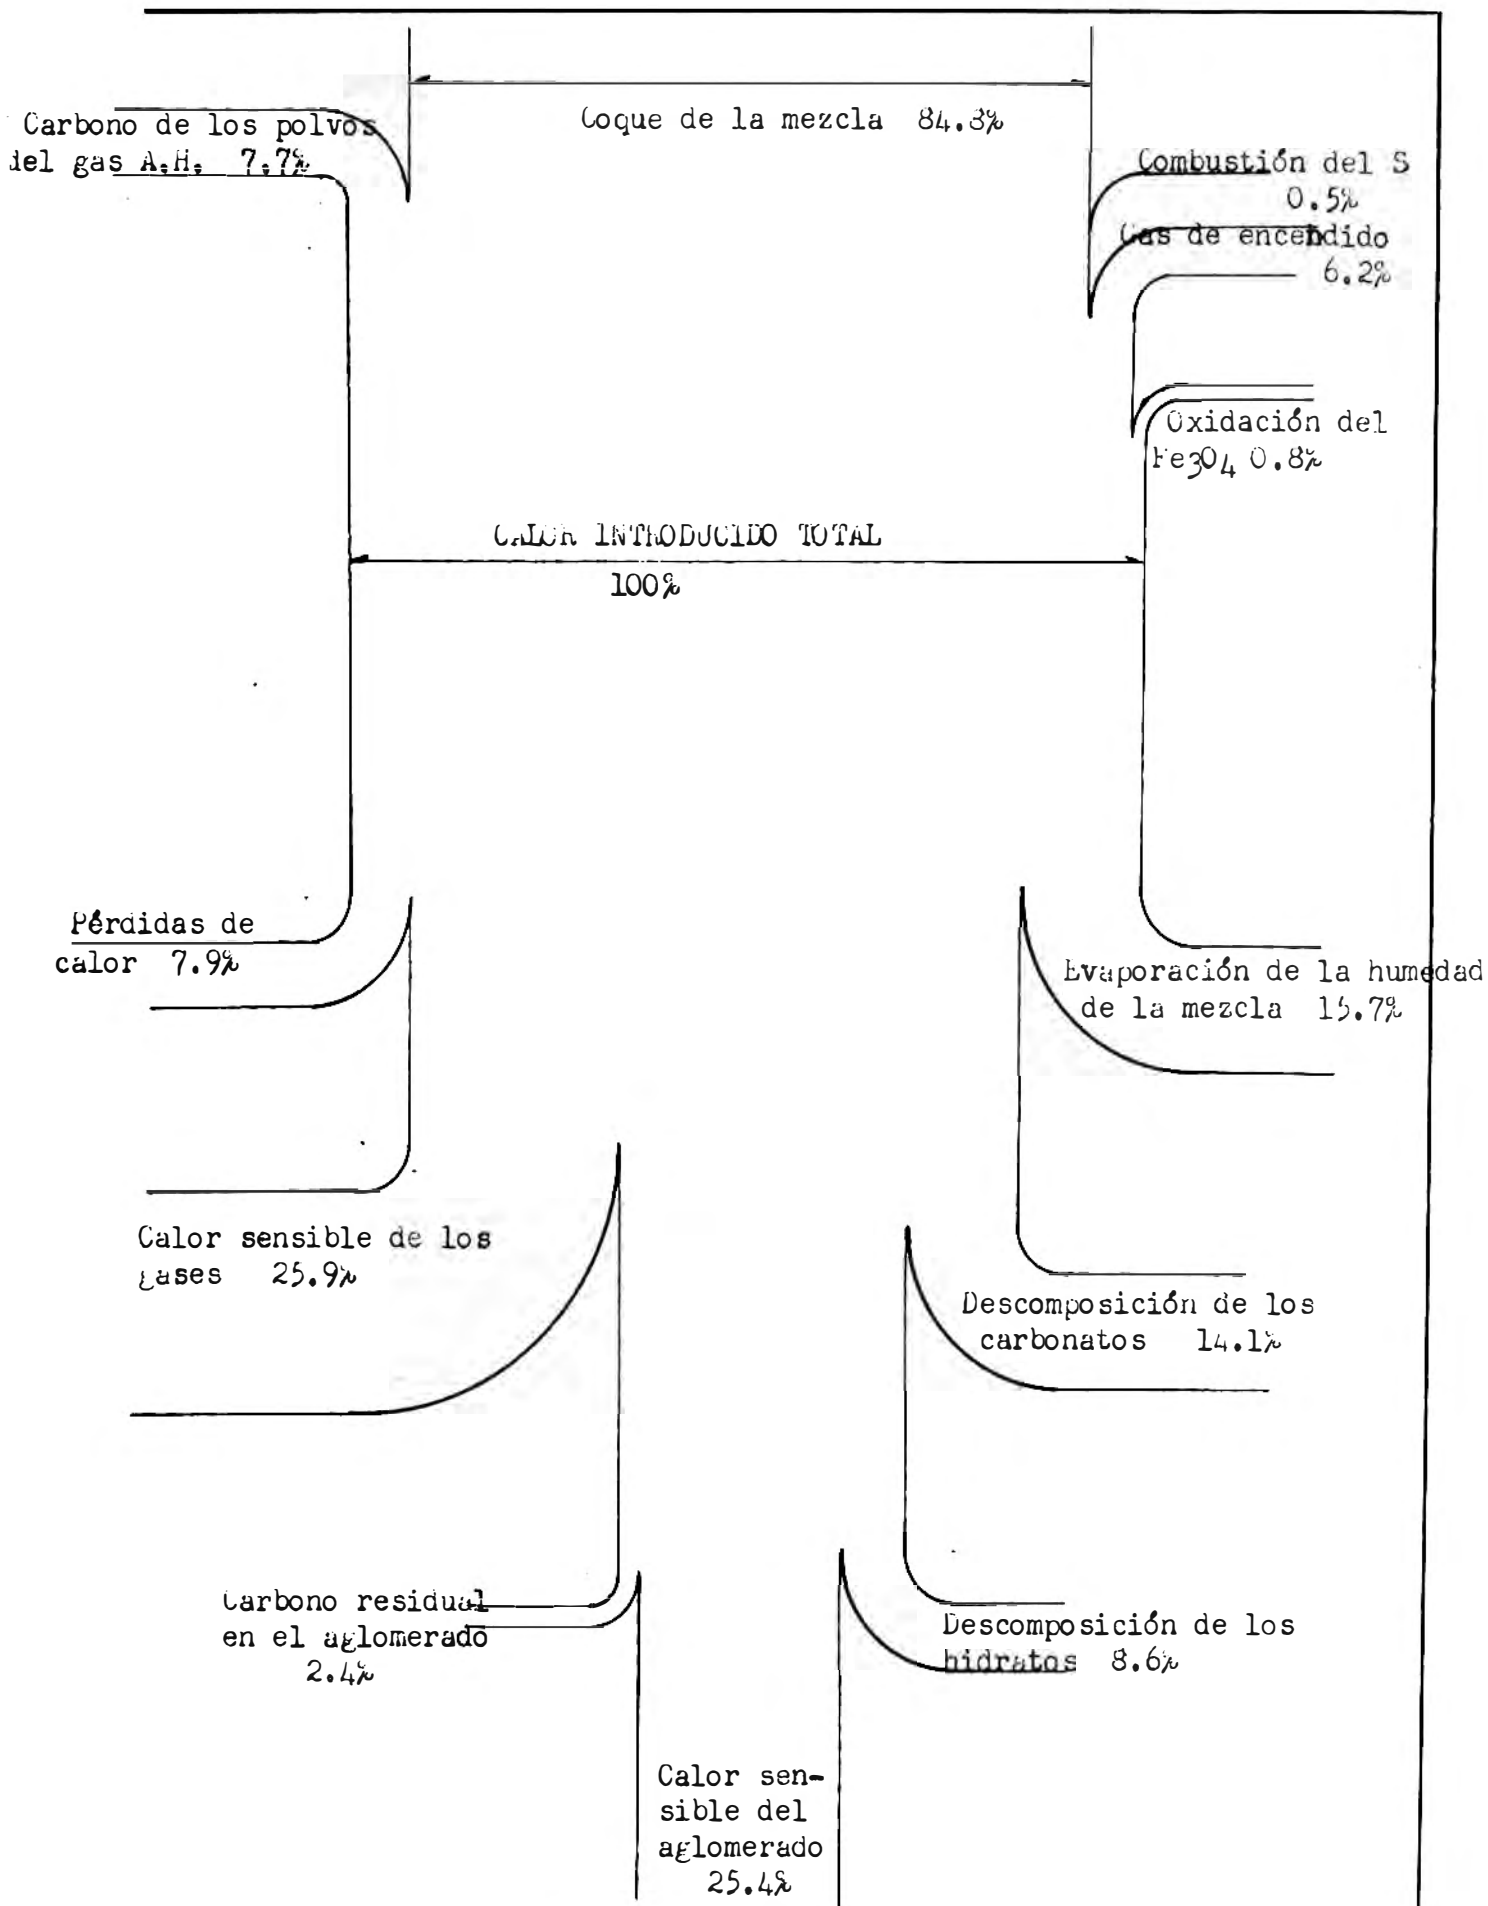 Coque de la mezcla 84.8%
Carbono de los polvos
del gas A.H. 7.7%
Combustión del S
0.5%
Gas de encendido
6.2%
Oxidación del
Fe3O4 0.8%
CALOR INTRODUCIDO TOTAL
100%
Pérdidas de
calor 7.9%
Evaporación de la humedad
de la mezcla 15.7%
Calor sensible de los
gases 25.9%
Descomposición de los
carbonatos 14.1%
Carbono residual
en el aglomerado
2.4%
Descomposición de los
hidratos 8.6%
Calor sen-
sible del
aglomerado
25.4%